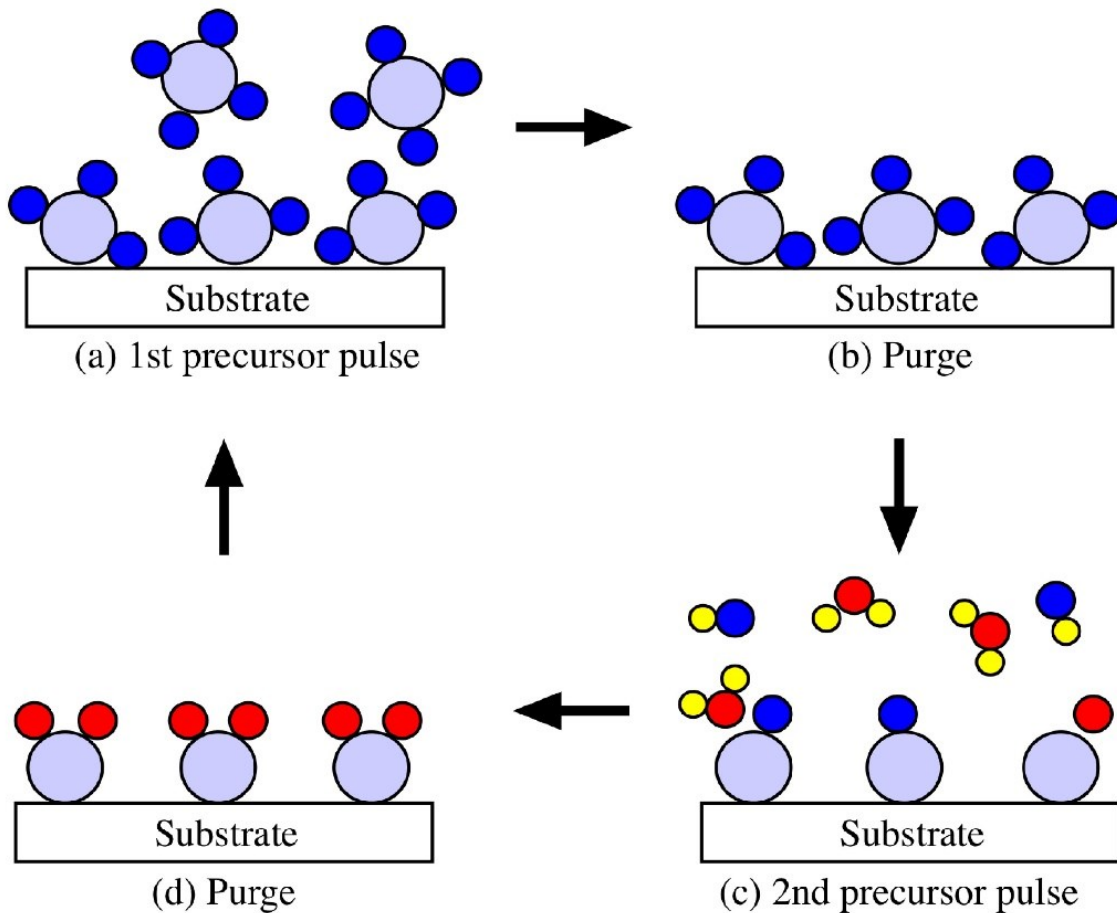 Substrate
(a) 1st precursor pulse
Substrate
(b) Purge
Substrate
(d) Purge
Substrate
(c) 2nd precursor pulse